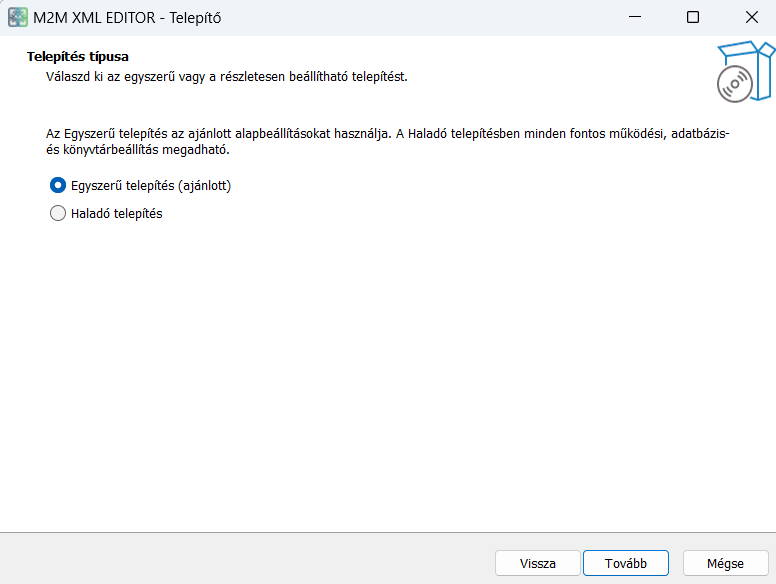 M2M XML EDITOR - Telepítő
Telepítés típusa
Válaszd ki az egyszerű vagy a részletesen beállítható telepítést.
Az Egyszerű telepítés az ajánlott alapbeállításokat használja. A Haladó telepítésben minden fontos működési, adatbázis-
és könyvtárbeállítás megadható.
Egyszerű telepítés (ajánlott)
Haladó telepítés
Vissza
Tovább
Mégse